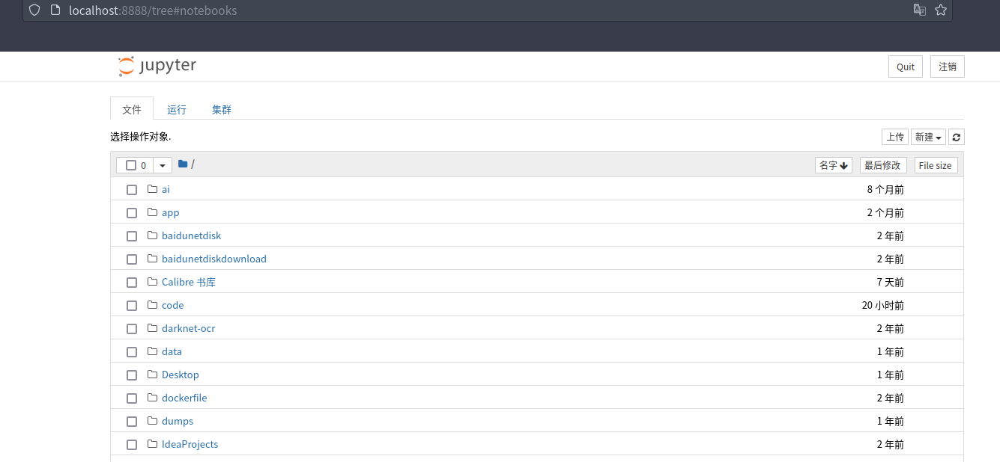 localhost:8888/tree#notebooks
jupyter
Quit 注销
文件 运行 集群
选择操作对象.
上传 新建
0 / 名字 最后修改 File size
ai 8 个月前
app 2 个月前
baidunetdisk 2 年前
baidunetdiskdownload 2 年前
Calibre 书库 7 天前
code 20 小时前
darknet-ocr 2 年前
data 1 年前
Desktop 1 年前
dockerfile 2 年前
dumps 1 年前
IdeaProjects 2 年前